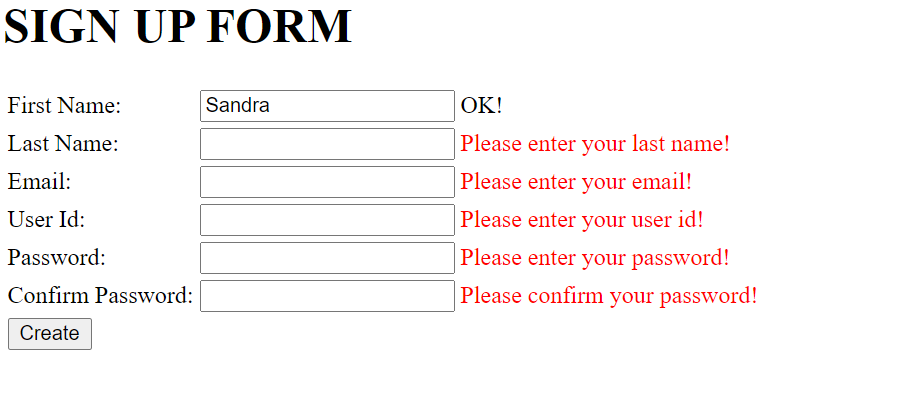 SIGN UP FORM
First Name: Sandra OK!
Last Name: Please enter your last name!
Email: Please enter your email!
User Id: Please enter your user id!
Password: Please enter your password!
Confirm Password: Please confirm your password!
Create